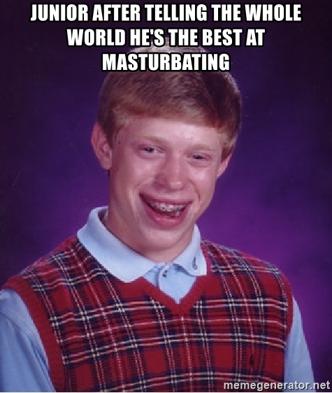 JUNIOR AFTER TELLING THE WHOLE
WORLD HE'S THE BEST AT
MASTURBATING
memegenerator.net